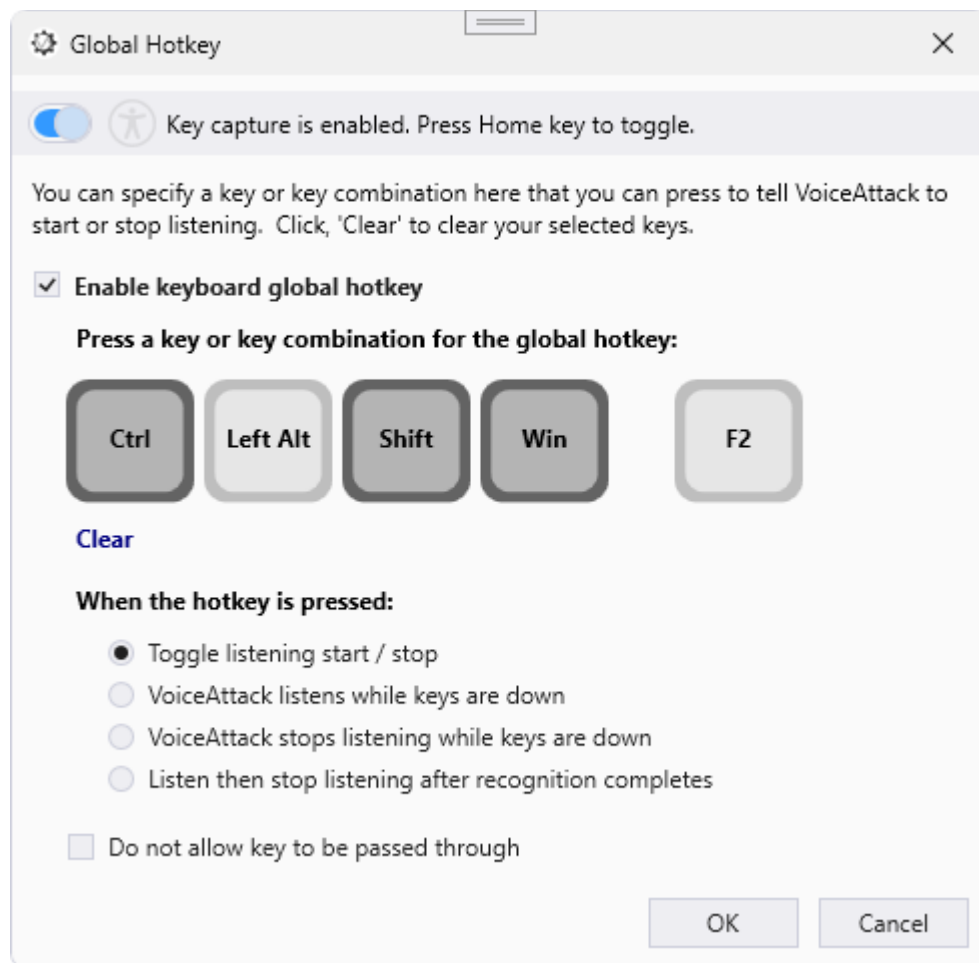 Global Hotkey
Key capture is enabled. Press Home key to toggle.
You can specify a key or key combination here that you can press to tell VoiceAttack to
start or stop listening.  Click, 'Clear' to clear your selected keys.
Enable keyboard global hotkey
Press a key or key combination for the global hotkey:
Ctrl Left Alt Shift Win F2
Clear
When the hotkey is pressed:
Toggle listening start / stop
VoiceAttack listens while keys are down
VoiceAttack stops listening while keys are down
Listen then stop listening after recognition completes
Do not allow key to be passed through
OK Cancel